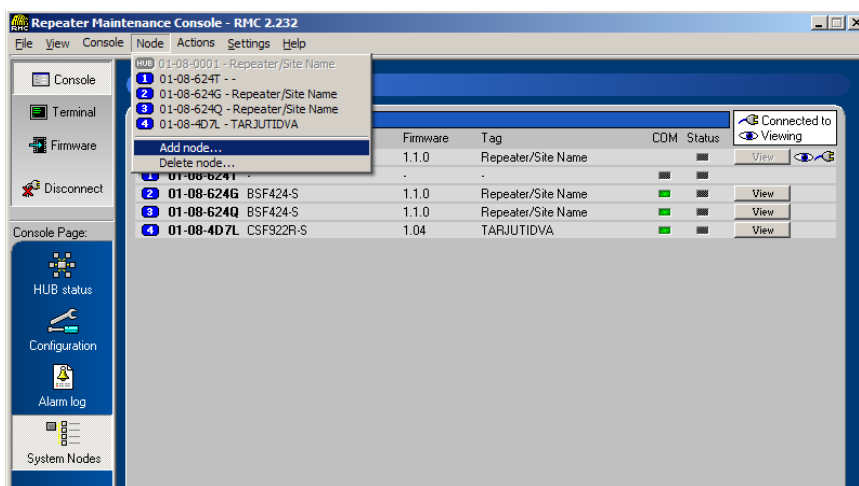 RMC Repeater Maintenance Console - RMC 2.232
File View Console Node Actions Settings Help
HUB 01-08-0001 - Repeater/Site Name
1 01-08-624T - -
2 01-08-624G - Repeater/Site Name
3 01-08-624Q - Repeater/Site Name
4 01-08-4D7L - TARJUTIDVA
Add node...
Delete node...
Console
Terminal
Firmware
Disconnect
Console Page:
HUB status
Configuration
Alarm log
System Nodes
Connected to
Viewing
Firmware Tag COM Status
1.1.0 Repeater/Site Name View
1 01-08-624T - - -
2 01-08-624G BSF424-S 1.1.0 Repeater/Site Name View
3 01-08-624Q BSF424-S 1.1.0 Repeater/Site Name View
4 01-08-4D7L CSF922R-S 1.04 TARJUTIDVA View